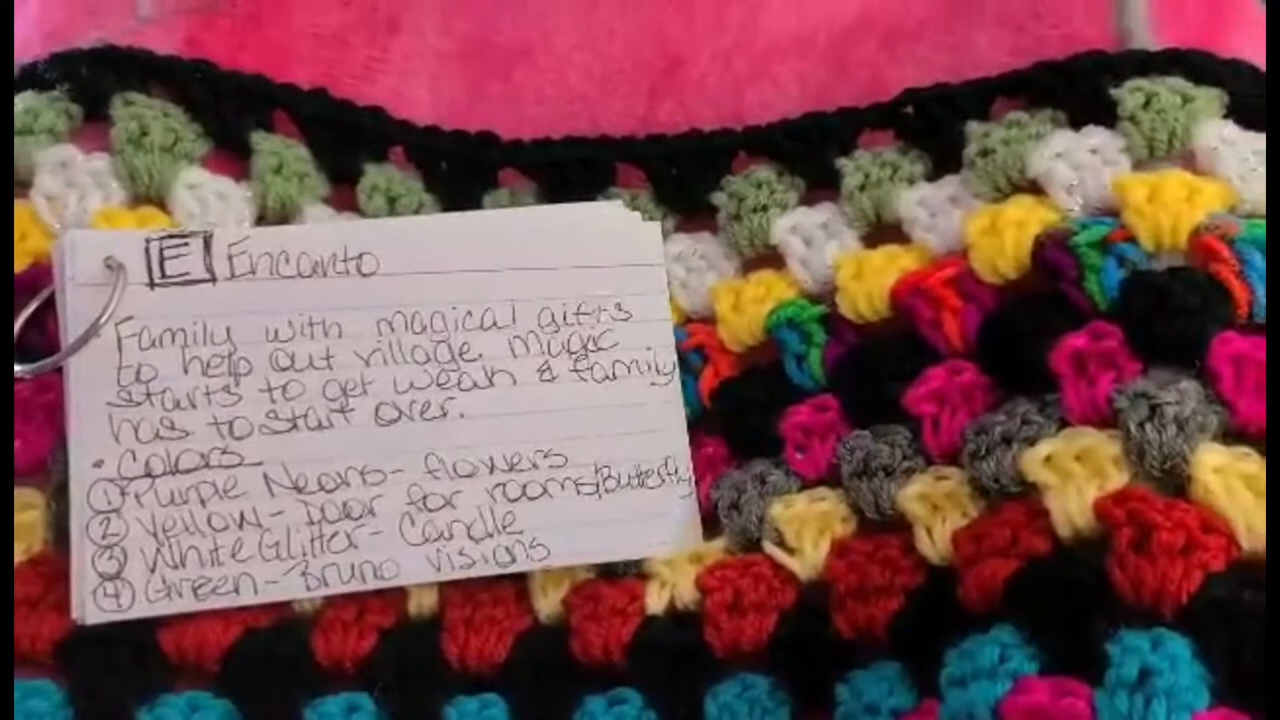 E Encanto
Family with magical gifts
to help out village magic
starts to get weak & family
has to start over.
• Colors
① Purple Neons - flowers
② Yellow - Door for rooms/Butterfly
③ White Glitter - Candle
④ Green - Bruno visions